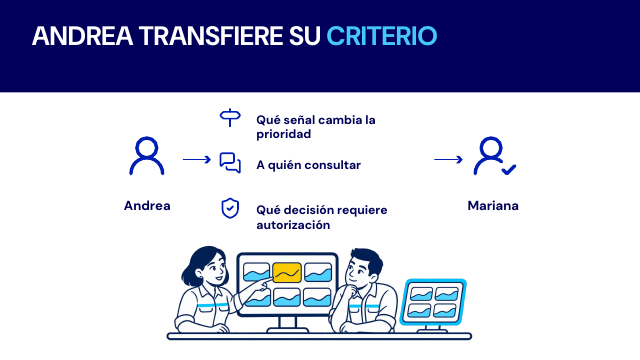 ANDREA TRANSFIERE SU CRITERIO
Qué señal cambia la
prioridad
A quién consultar
Andrea
Mariana
Qué decisión requiere
autorización